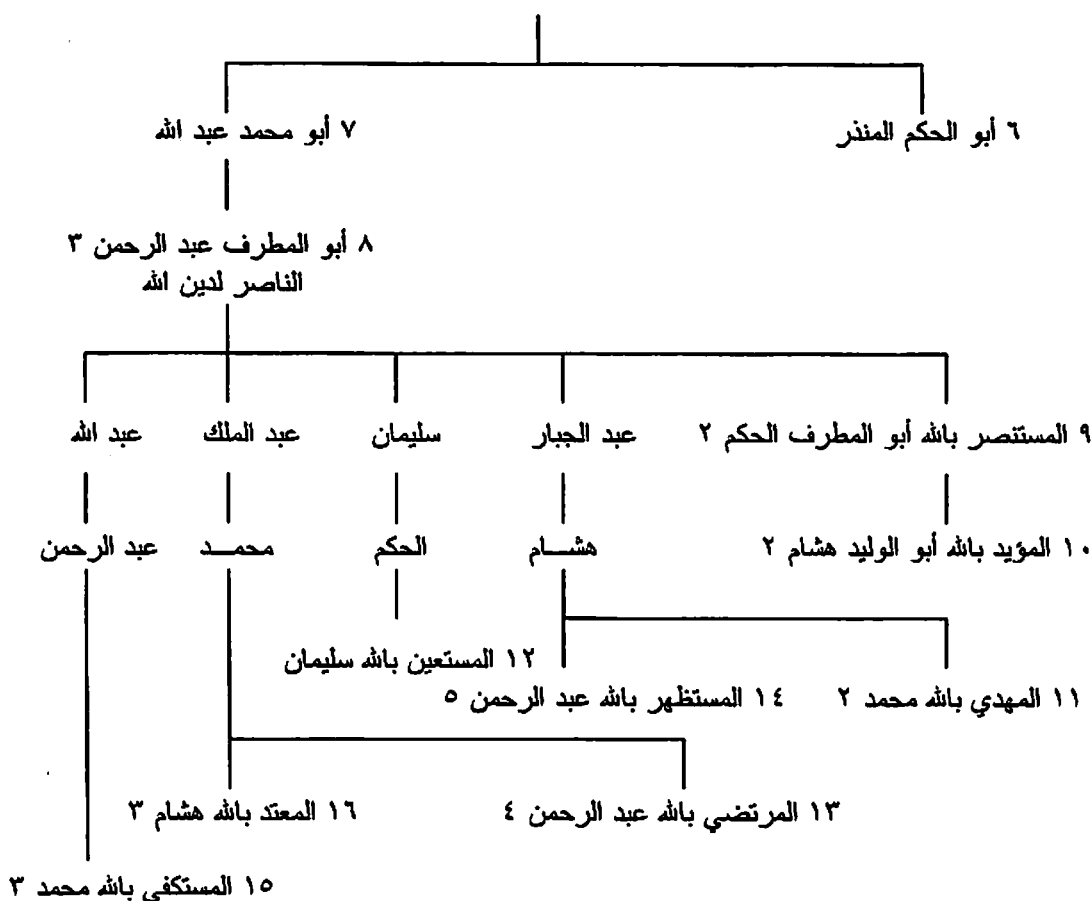 ٦ أبو الحكم المنذر
٧ أبو محمد عبد الله
٨ أبو المطرف عبد الرحمن ٣
الناصر لدين الله
٩ المستنصر بالله أبو المطرف الحكم ٢
عبد الجبار
سليمان
عبد الملك
عبد الله
١٠ المؤيد بالله أبو الوليد هشام ٢
هشـــام
الحكم
محمـــد
عبد الرحمن
١٢ المستعين بالله سليمان
١١ المهدي بالله محمد ٢
١٤ المستظهر بالله عبد الرحمن ٥
١٣ المرتضي بالله عبد الرحمن ٤
١٦ المعتد بالله هشام ٣
١٥ المستكفي بالله محمد ٣